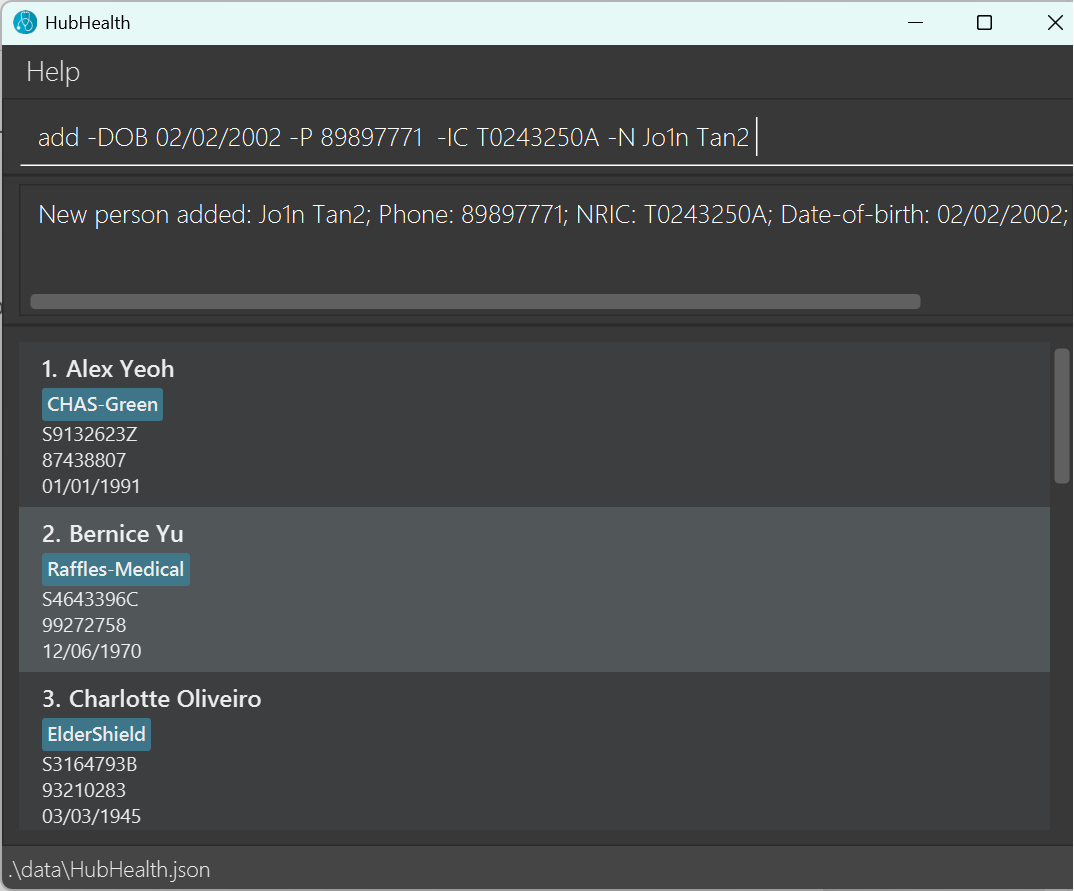 HubHealth
Help
add -DOB 02/02/2002 -P 89897771  -IC T0243250A -N Jo1n Tan2
New person added: Jo1n Tan2; Phone: 89897771; NRIC: T0243250A; Date-of-birth: 02/02/2002;
1. Alex Yeoh
CHAS-Green
S9132623Z
87438807
01/01/1991
2. Bernice Yu
Raffles-Medical
S4643396C
99272758
12/06/1970
3. Charlotte Oliveiro
ElderShield
S3164793B
93210283
03/03/1945
.\data\HubHealth.json